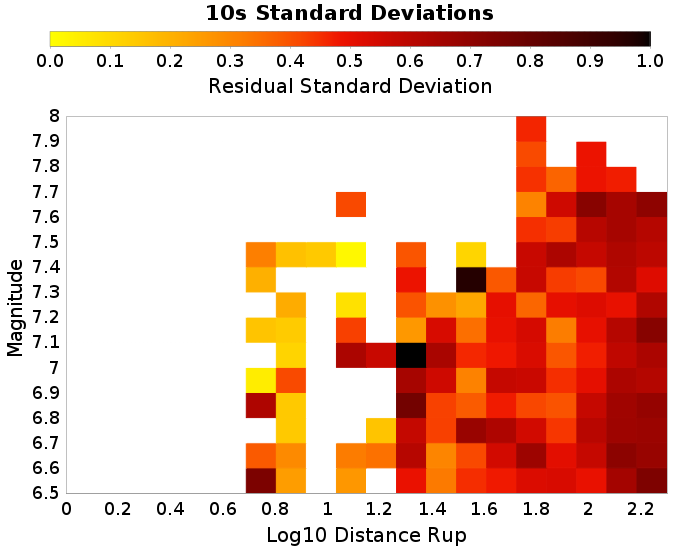 10s Standard Deviations
0.0 0.1 0.2 0.3 0.4 0.5 0.6 0.7 0.8 0.9 1.0
Residual Standard Deviation
8
7.9
7.8
7.7
7.6
7.5
7.4
7.3
7.2
7.1
7
6.9
6.8
6.7
6.6
6.5
Magnitude
0 0.2 0.4 0.6 0.8 1 1.2 1.4 1.6 1.8 2 2.2
Log10 Distance Rup